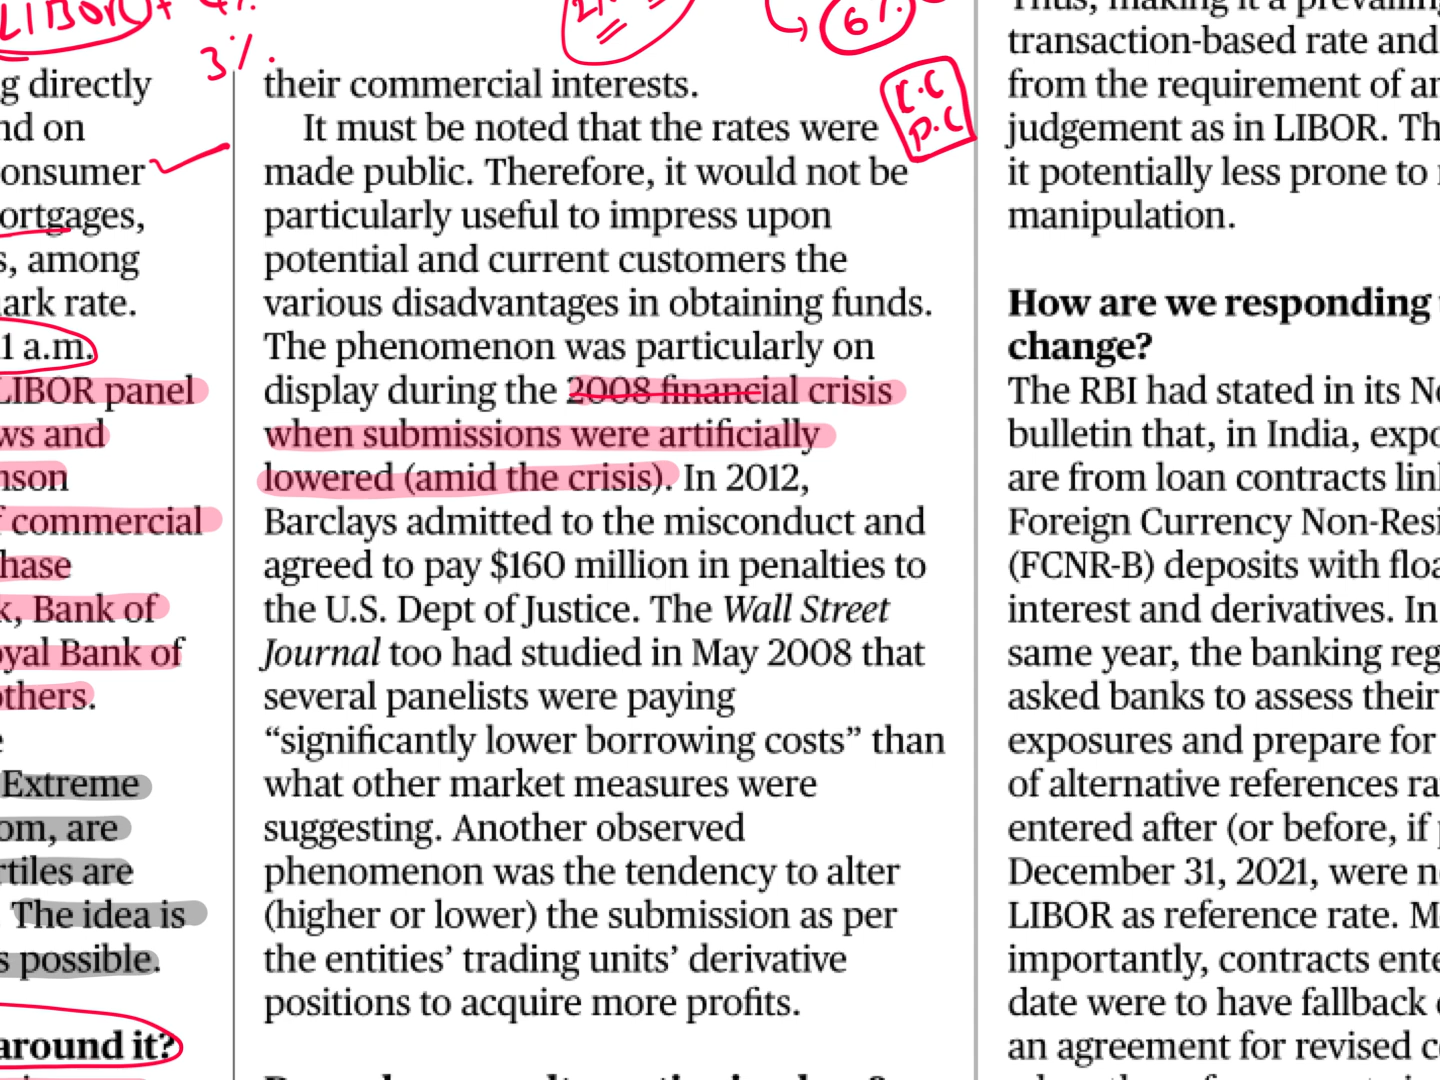 LIBOR + 4%
3%
6%
C.C
P.C
g directly
nd on
onsumer
ortgages,
s, among
ark rate.
1 a.m.
LIBOR panel
ws and
nson
f commercial
hase
k, Bank of
oyal Bank of
others.
e
Extreme
om, are
rtiles are
The idea is
s possible.
around it?
their commercial interests.
It must be noted that the rates were
made public. Therefore, it would not be
particularly useful to impress upon
potential and current customers the
various disadvantages in obtaining funds.
The phenomenon was particularly on
display during the 2008 financial crisis
when submissions were artificially
lowered (amid the crisis). In 2012,
Barclays admitted to the misconduct and
agreed to pay $160 million in penalties to
the U.S. Dept of Justice. The Wall Street
Journal too had studied in May 2008 that
several panelists were paying
“significantly lower borrowing costs” than
what other market measures were
suggesting. Another observed
phenomenon was the tendency to alter
(higher or lower) the submission as per
the entities’ trading units’ derivative
positions to acquire more profits.
Thus, making it a prevailing
transaction-based rate and
from the requirement of an
judgement as in LIBOR. Th
it potentially less prone to
manipulation.
How are we responding
change?
The RBI had stated in its No
bulletin that, in India, expo
are from loan contracts linl
Foreign Currency Non-Resi
(FCNR-B) deposits with floa
interest and derivatives. In
same year, the banking reg
asked banks to assess their
exposures and prepare for
of alternative references ra
entered after (or before, if p
December 31, 2021, were no
LIBOR as reference rate. M
importantly, contracts ente
date were to have fallback
an agreement for revised co